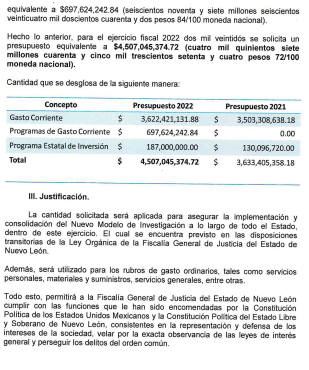 equivalente a $697,624,242.84 (seiscientos noventa y siete millones seiscientos
veinticuatro mil doscientos cuarenta y dos pesos 84/100 moneda nacional).
Hecho lo anterior, para el ejercicio fiscal 2022 dos mil veintidós se solicita un
presupuesto equivalente a $4,507,045,374.72 (cuatro mil quinientos siete
millones cuarenta y cinco mil trescientos setenta y cuatro pesos 72/100
moneda nacional).
Cantidad que se desglosa de la siguiente manera:
Concepto Presupuesto 2022 Presupuesto 2021
Gasto Corriente $ 3,622,421,131.88 $ 3,503,308,638.18
Programas de Gasto Corriente $ 697,624,242.84 $ 0.00
Programa Estatal de Inversión $ 187,000,000.00 $ 130,096,720.00
Total $ 4,507,045,374.72 $ 3,633,405,358.18
III. Justificación.
La cantidad solicitada será aplicada para asegurar la implementación y
consolidación del Nuevo Modelo de Investigación a lo largo de todo el Estado,
dentro de este ejercicio. El cual se encuentra previsto en las disposiciones
transitorias de la Ley Orgánica de la Fiscalía General de Justicia del Estado de
Nuevo León.
Además, será utilizado para los rubros de gasto ordinarios, tales como servicios
personales, materiales y suministros, servicios generales, entre otras.
Todo esto, permitirá a la Fiscalía General de Justicia del Estado de Nuevo León
cumplir con las funciones que le han sido encomendadas por la Constitución
Política de los Estados Unidos Mexicanos y la Constitución Política del Estado Libre
y Soberano de Nuevo León, consistentes en la representación y defensa de los
intereses de la sociedad, velar por la exacta observancia de las leyes de interés
general y perseguir los delitos del orden común.